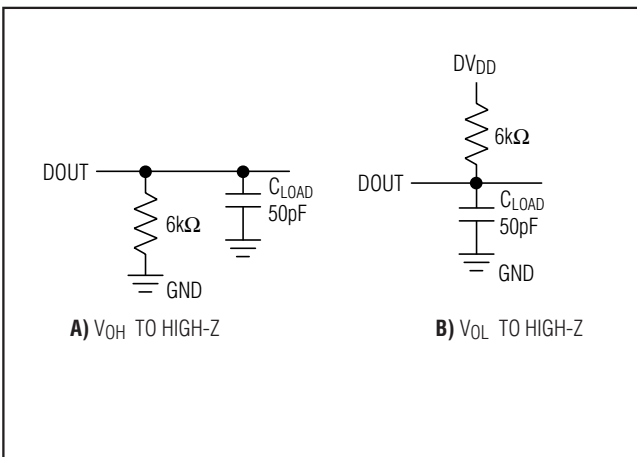 DOUT
6kΩ
GND
CLOAD
50pF
A) VOH TO HIGH-Z
DVDD
6kΩ
DOUT
CLOAD
50pF
GND
B) VOL TO HIGH-Z